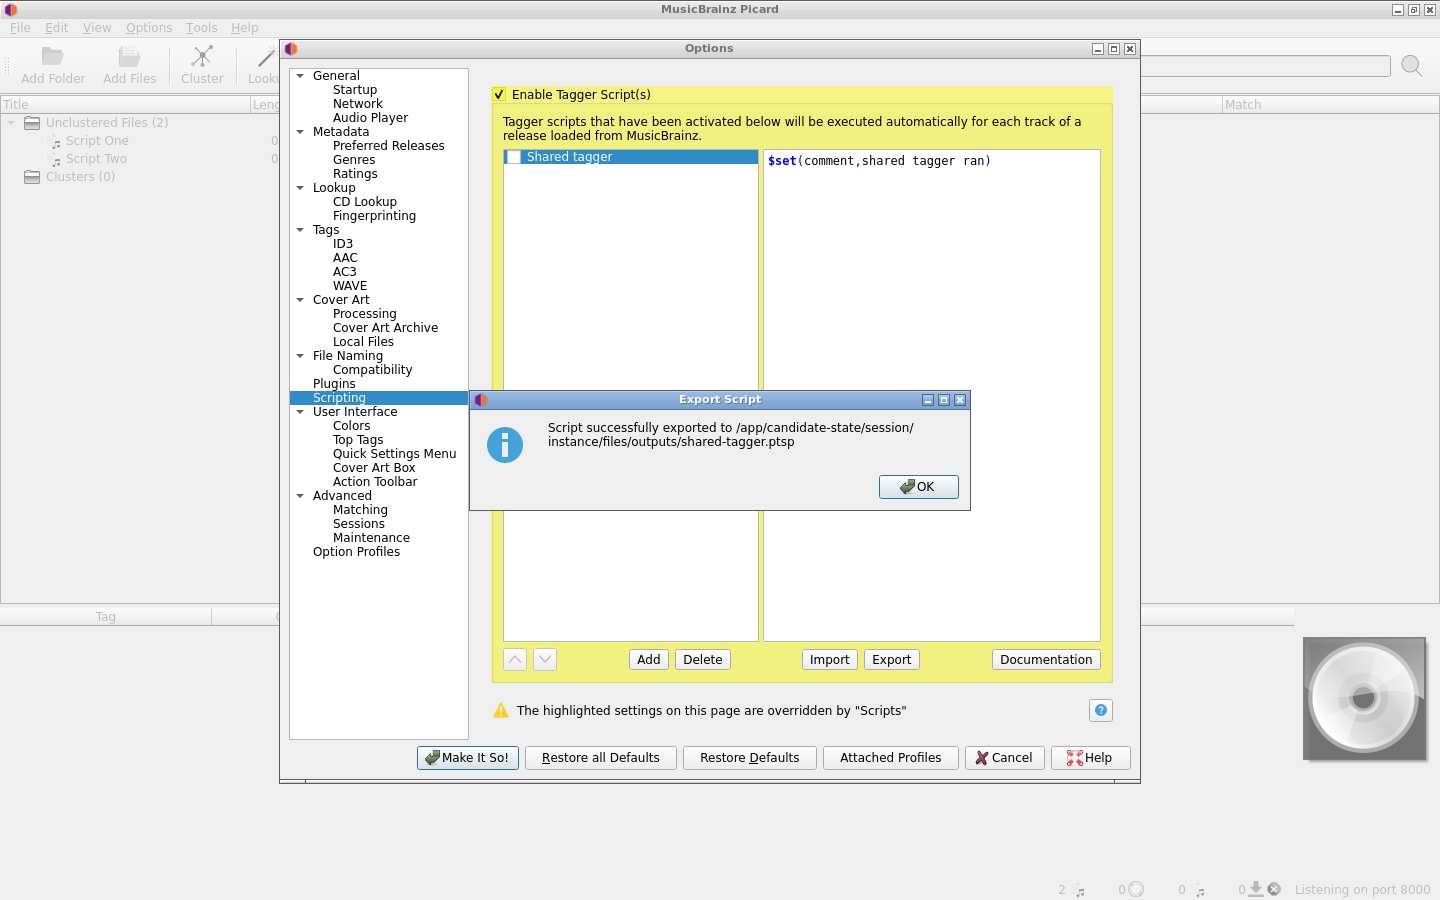 MusicBrainz Picard
File Edit View Options Tools Help
Add Folder Add Files Cluster
Title
Match
Unclustered Files (2)
Script One 0
Script Two 0
Clusters (0)
Tag
2 0 0 0 Listening on port 8000
Options
General
Startup
Network
Audio Player
Metadata
Preferred Releases
Genres
Ratings
Lookup
CD Lookup
Fingerprinting
Tags
ID3
AAC
AC3
WAVE
Cover Art
Processing
Cover Art Archive
Local Files
File Naming
Compatibility
Plugins
Scripting
User Interface
Colors
Top Tags
Quick Settings Menu
Cover Art Box
Action Toolbar
Advanced
Matching
Sessions
Maintenance
Option Profiles
Enable Tagger Script(s)
Tagger scripts that have been activated below will be executed automatically for each track of a
release loaded from MusicBrainz.
Shared tagger
$set(comment,shared tagger ran)
Export Script
Script successfully exported to /app/candidate-state/session/
instance/files/outputs/shared-tagger.ptsp
OK
Add Delete Import Export Documentation
The highlighted settings on this page are overridden by "Scripts"
?
Make It So! Restore all Defaults Restore Defaults Attached Profiles Cancel Help